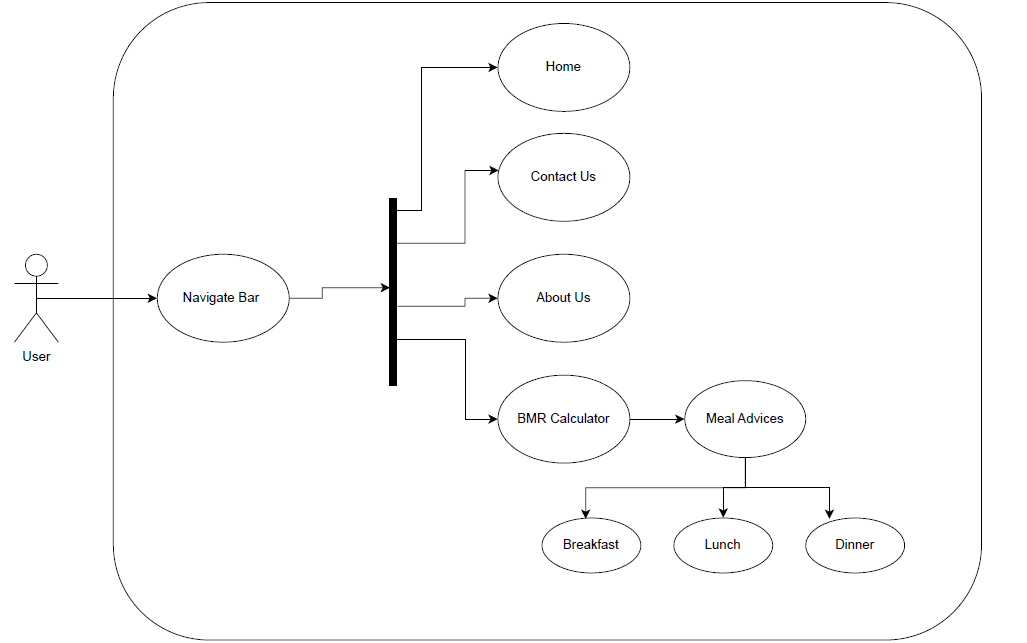 Home
Contact Us
Navigate Bar
About Us
User
BMR Calculator
Meal Advices
Breakfast
Lunch
Dinner